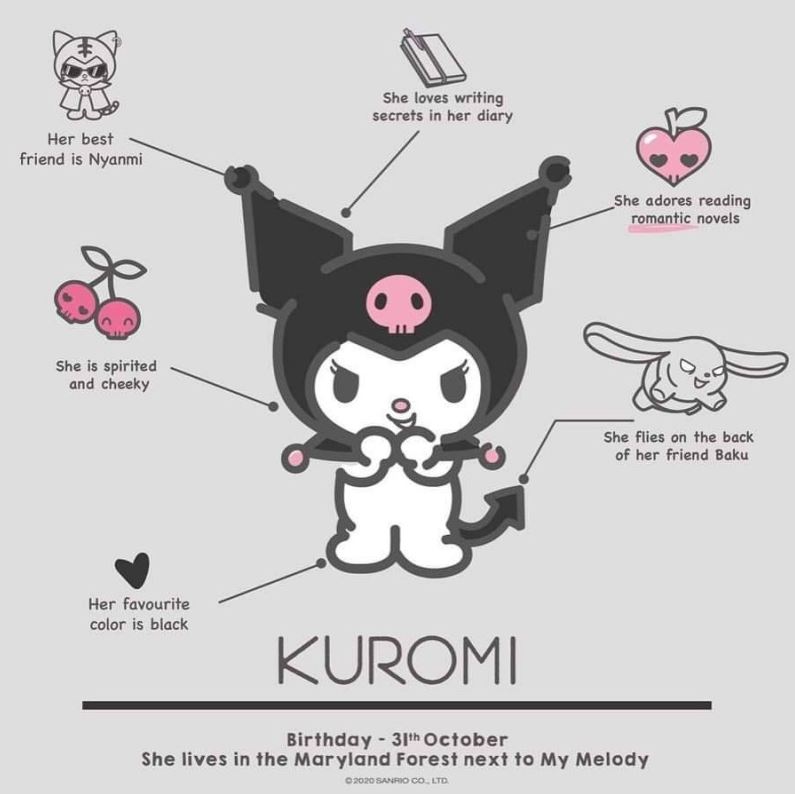 She loves writing
secrets in her diary
Her best
friend is Nyanmi
She adores reading
romantic novels
She is spirited
and cheeky
She flies on the back
of her friend Baku
Her favourite
color is black
KUROMI
Birthday - 31th October
She lives in the Maryland Forest next to My Melody
©2020 SANRIO CO., LTD.